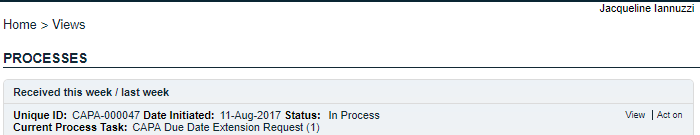 Jacqueline Iannuzzi
Home > Views
PROCESSES
Received this week / last week
Unique ID: CAPA-000047 Date Initiated: 11-Aug-2017 Status: In Process View | Act on
Current Process Task: CAPA Due Date Extension Request (1)